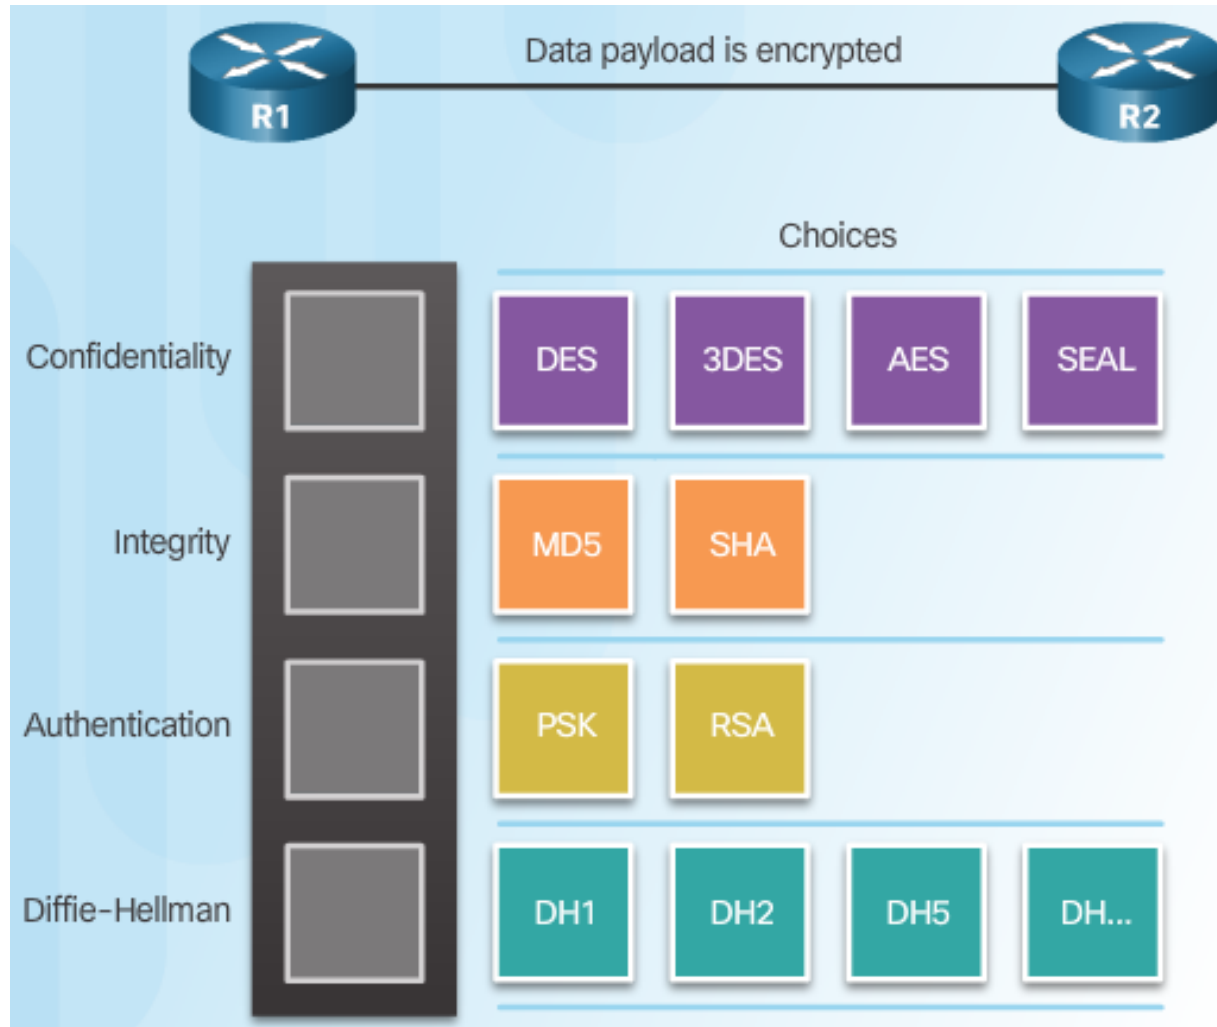 Data payload is encrypted
R1
R2
Choices
Confidentiality
DES
3DES
AES
SEAL
Integrity
MD5
SHA
Authentication
PSK
RSA
Diffie-Hellman
DH1
DH2
DH5
DH...